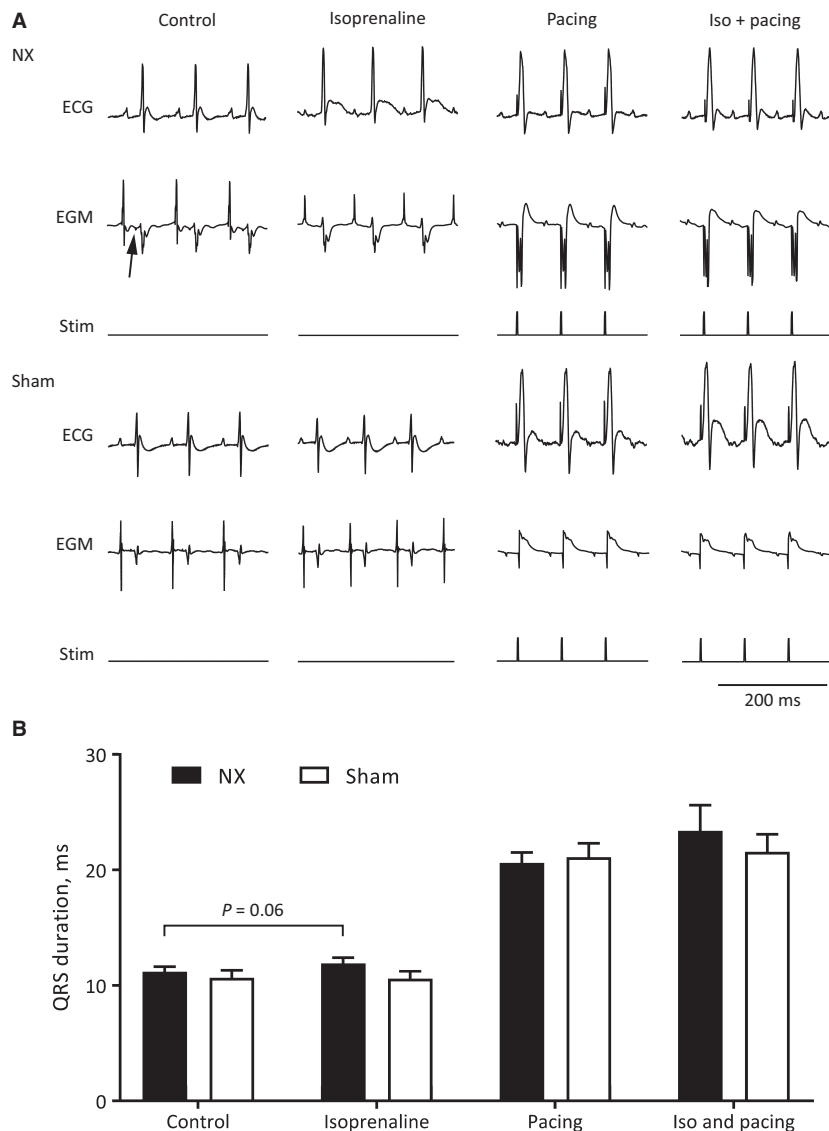 A
Control Isoprenaline Pacing Iso + pacing
NX
ECG
EGM
Stim
Sham
ECG
EGM
Stim
200 ms
B
30
NX Sham
20
P = 0.06
QRS duration, ms
10
0
Control Isoprenaline Pacing Iso and pacing